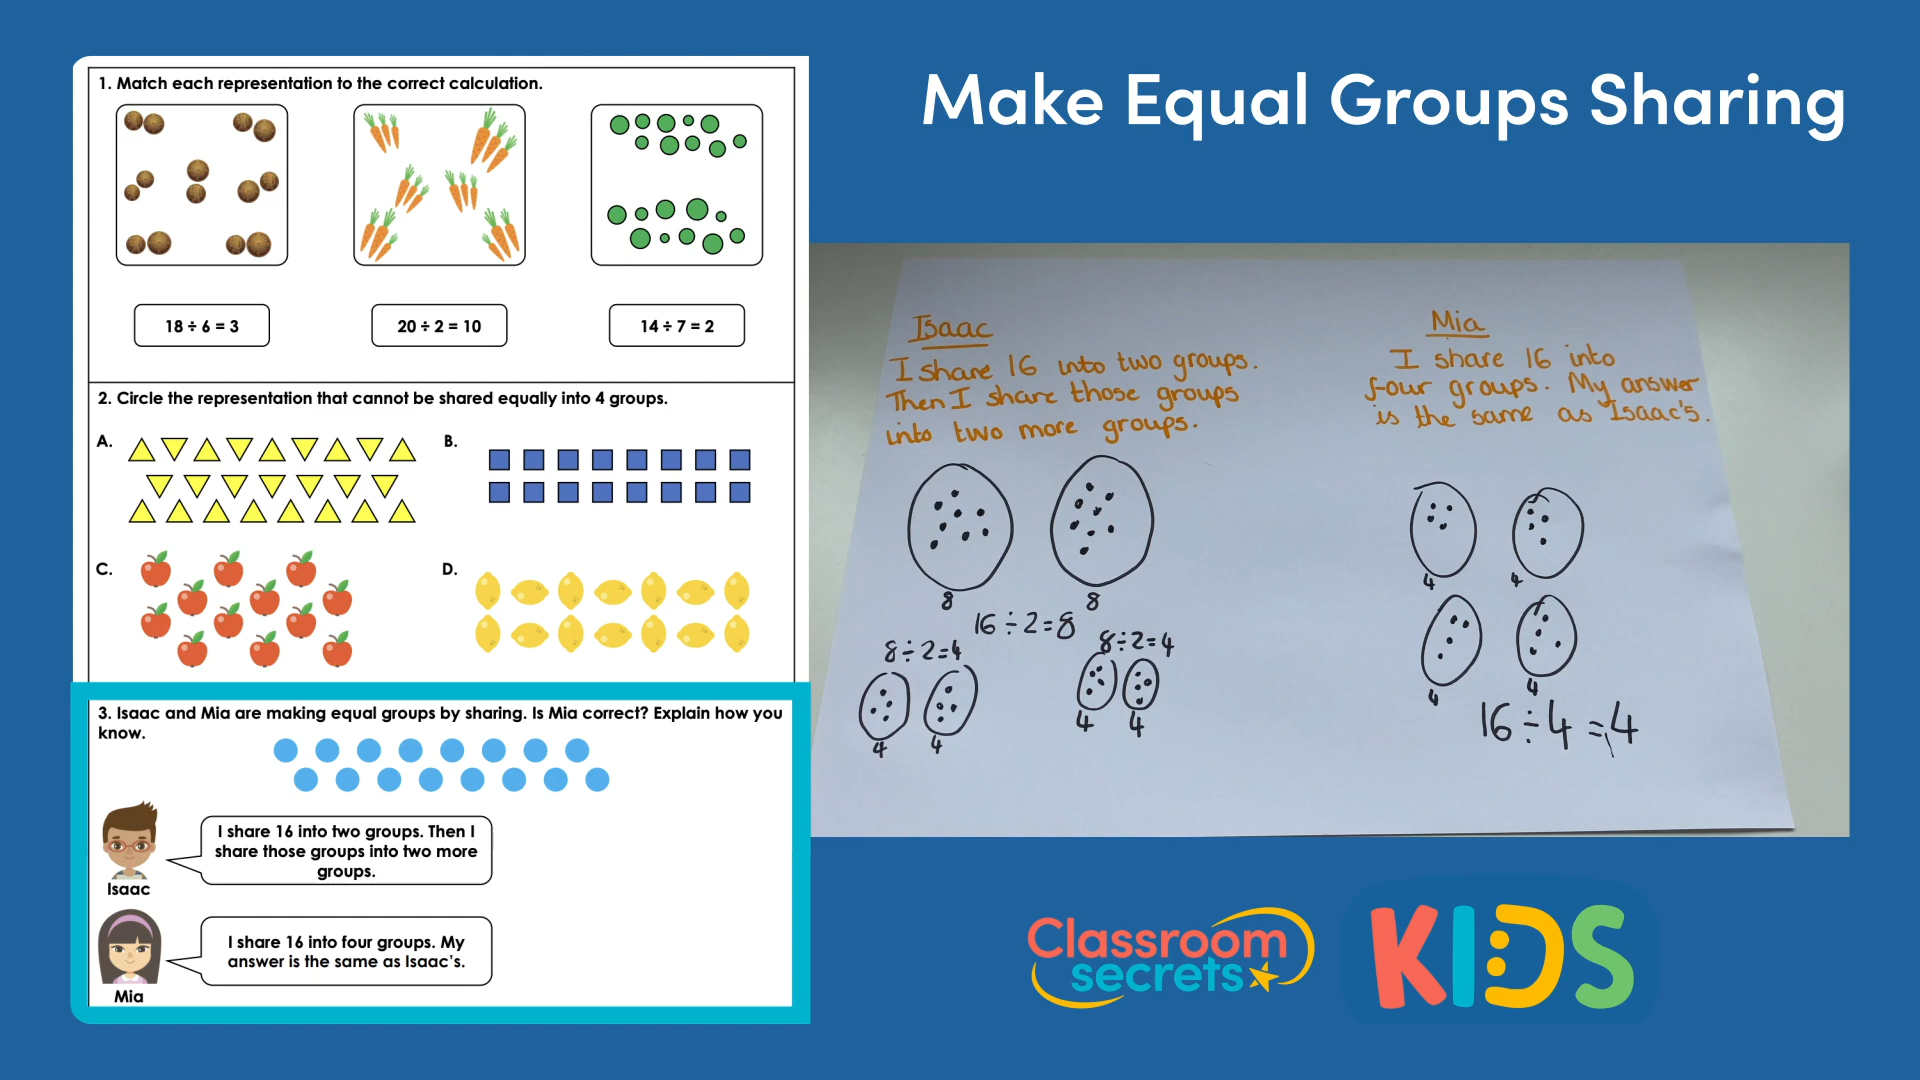 Make Equal Groups Sharing
1. Match each representation to the correct calculation.
18 ÷ 6 = 3
20 ÷ 2 = 10
14 ÷ 7 = 2
2. Circle the representation that cannot be shared equally into 4 groups.
A.
B.
C.
D.
3. Isaac and Mia are making equal groups by sharing. Is Mia correct? Explain how you
know.
I share 16 into two groups. Then I
share those groups into two more
groups.
Isaac
I share 16 into four groups. My
answer is the same as Isaac's.
Mia
Isaac
I share 16 into two groups.
Then I share those groups
into two more groups.
8
8
16÷2=8
8÷2=4
8÷2=4
4
4
4
4
Mia
I share 16 into
four groups. My answer
is the same as Isaac's.
4
4
4
4
16÷4=4
Classroom
secrets
KIDS